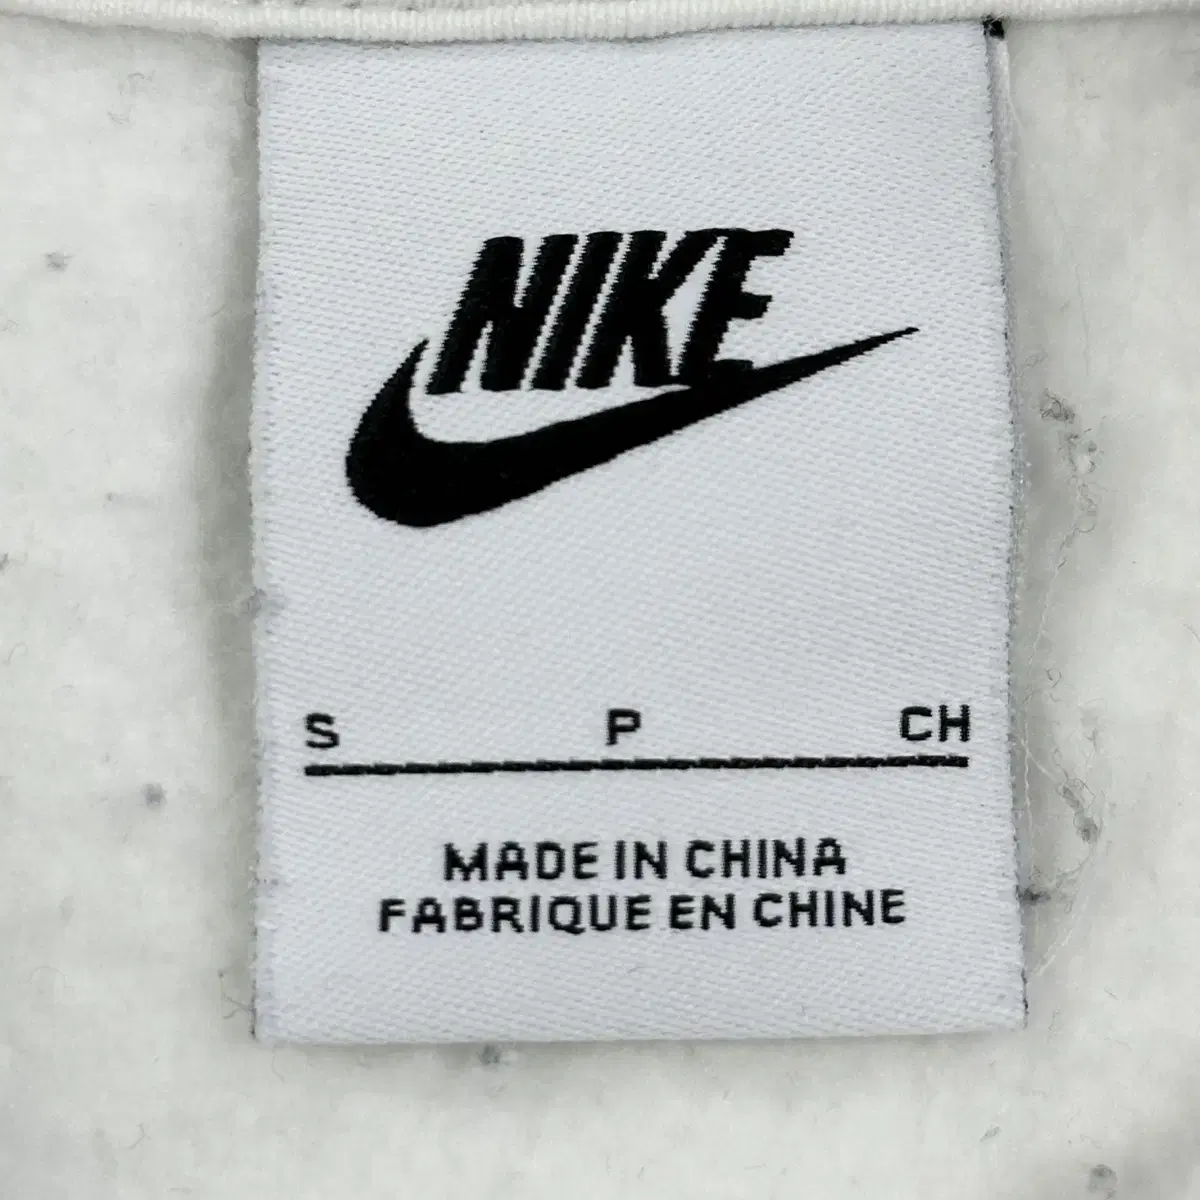 NIKE
S P CH
MADE IN CHINA
FABRIQUE EN CHINE